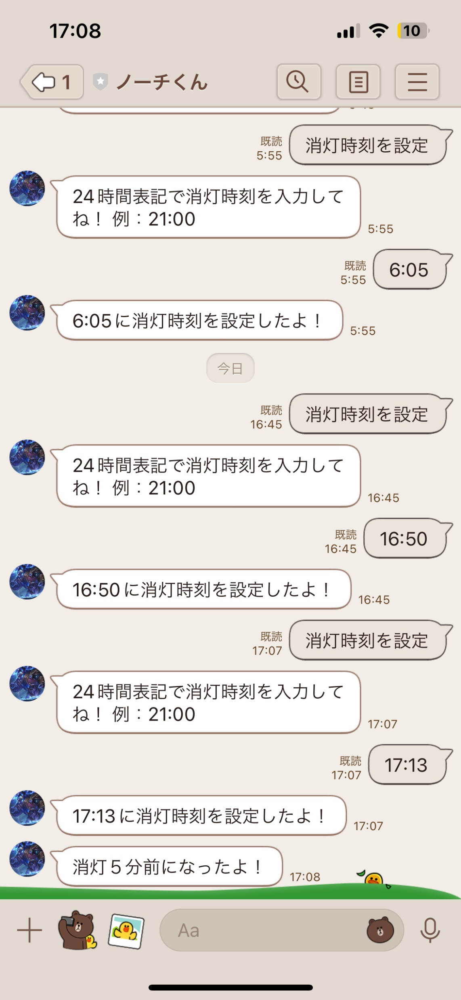 17:08
10
1
ノーチくん
既読
5:55
消灯時刻を設定
24時間表記で消灯時刻を入力して
ね！ 例：21:00
5:55
既読
5:55
6:05
6:05に消灯時刻を設定したよ！
5:55
今日
既読
16:45
消灯時刻を設定
24時間表記で消灯時刻を入力して
ね！ 例：21:00
16:45
既読
16:45
16:50
16:50に消灯時刻を設定したよ！
16:45
既読
17:07
消灯時刻を設定
24時間表記で消灯時刻を入力して
ね！ 例：21:00
17:07
既読
17:07
17:13
17:13に消灯時刻を設定したよ！
17:07
消灯５分前になったよ！
17:08
Aa